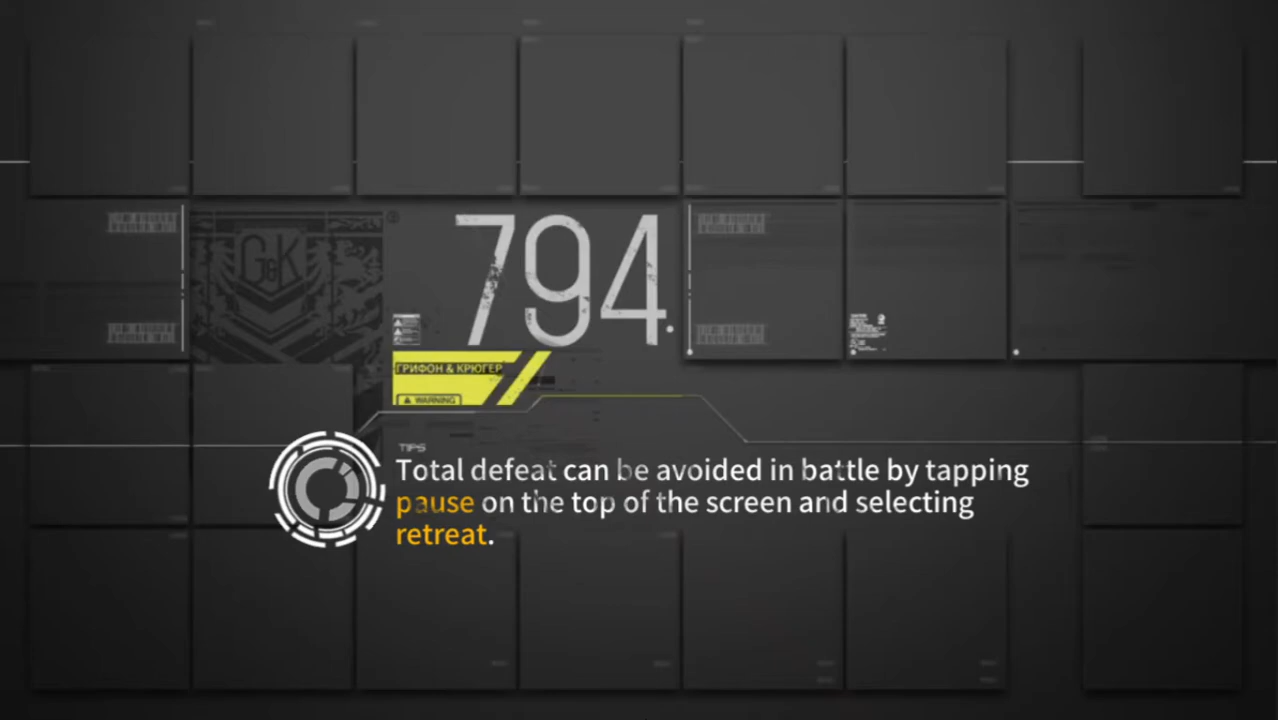 G&K
794.
ГРИФОН & КРЮГЕР
WARNING
TIPS
Total defeat can be avoided in battle by tapping
pause on the top of the screen and selecting
retreat.